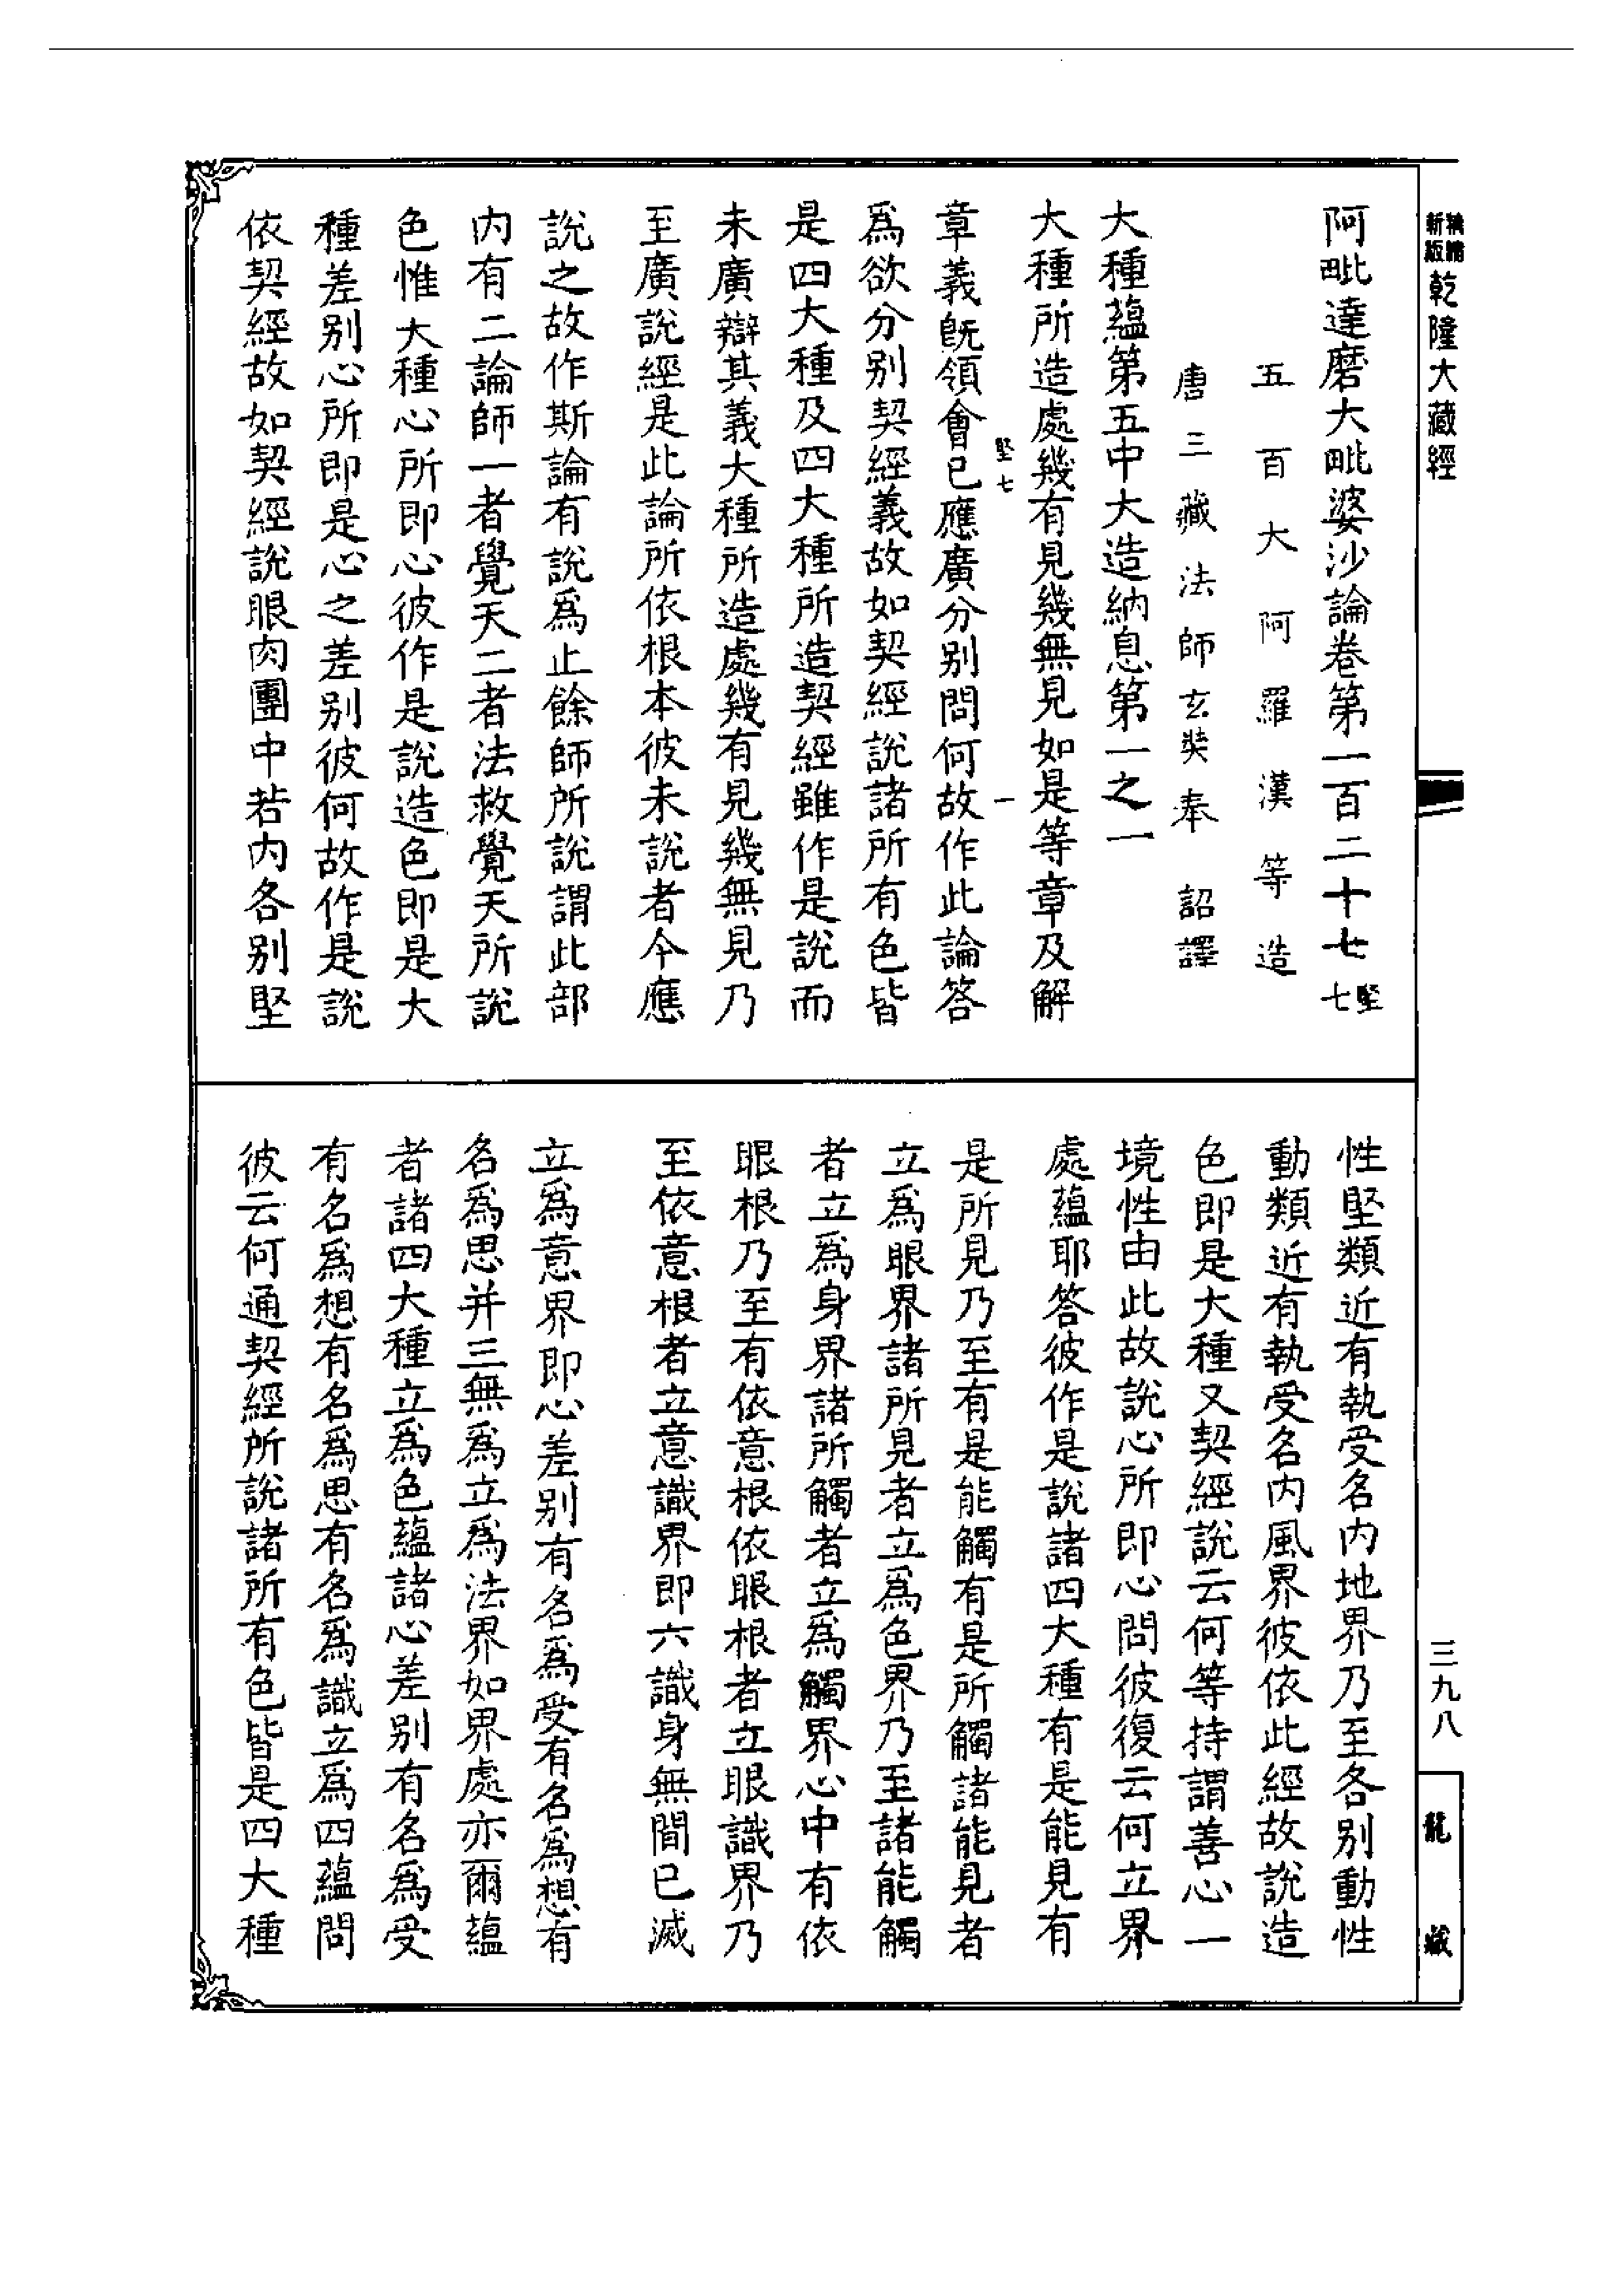 精縮
新版
乾隆大藏經
阿毗達磨大毗婆沙論卷第一百二十七 堅七
五百大阿羅漢等造
唐三藏法師玄奘奉 詔譯
大種蘊第五中大造納息第一之一
大種所造處幾有見幾無見如是等章及解
堅七 一
章義既領會已應廣分別問何故作此論答
爲欲分別契經義故如契經說諸所有色皆
是四大種及四大種所造契經雖作是說而
未廣辯其義大種所造處幾有見幾無見乃
至廣說經是此論所依根本彼未說者今應
說之故作斯論有說爲止餘師所說謂此部
內有二論師一者覺天二者法救覺天所說
色惟大種心所即心彼作是說造色即是大
種差別心所即是心之差別彼何故作是說
依契經故如契經說眼肉團中若內各別堅
性堅類近有執受名內地界乃至各別動性
動類近有執受名內風界彼依此經故說造
色即是大種又契經說云何等持謂善心一
境性由此故說心所即心問彼復云何立界
處蘊耶答彼作是說諸四大種有是能見有
是所見乃至有是能觸有是所觸諸能見者
立爲眼界諸所見者立爲色界乃至諸能觸
者立爲身界諸所觸者立爲觸界心中有依
眼根乃至有依意根依眼根者立眼識界乃
至依意根者立意識界即六識身無間已滅
立爲意界即心差別有名爲受有名爲想有
名爲思并三無爲立爲法界如界處亦爾蘊
者諸四大種立爲色蘊諸心差別有名爲受
有名爲想有名爲思有名爲識立爲四蘊問
彼云何通契經所說諸所有色皆是四大種
三九八
龍藏